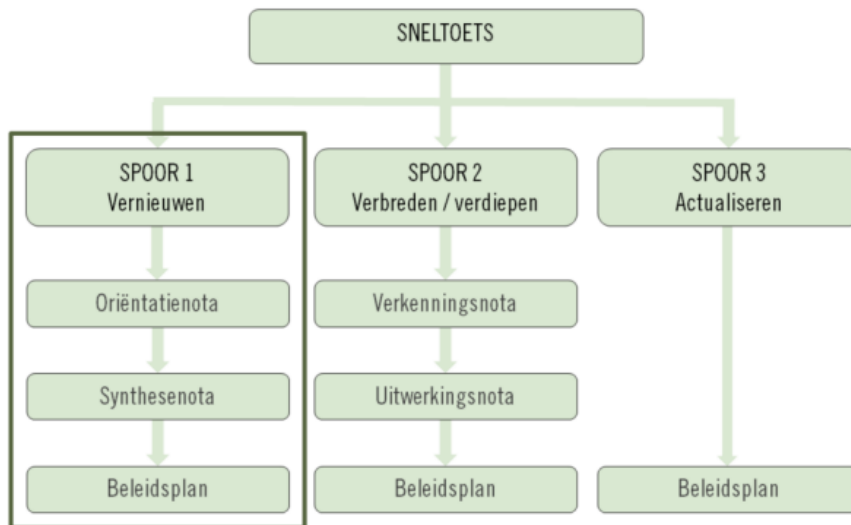 SNELTOETS
SPOOR 1
Vernieuwen
SPOOR 2
Verbreden / verdiepen
SPOOR 3
Actualiseren
Oriëntatienota
Verkenningsnota
Synthesenota
Uitwerkingsnota
Beleidsplan
Beleidsplan
Beleidsplan